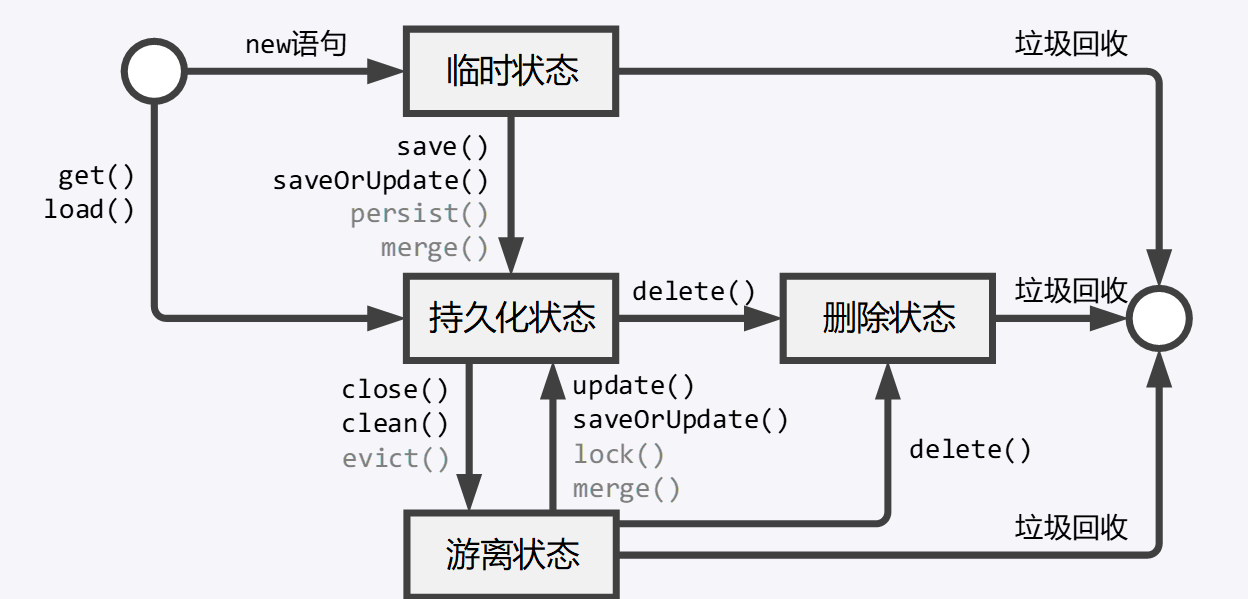 new语句
临时状态
垃圾回收
get()
load()
save()
saveOrUpdate()
persist()
merge()
持久化状态
delete()
删除状态
垃圾回收
close()
clean()
evict()
update()
saveOrUpdate()
lock()
merge()
delete()
游离状态
垃圾回收